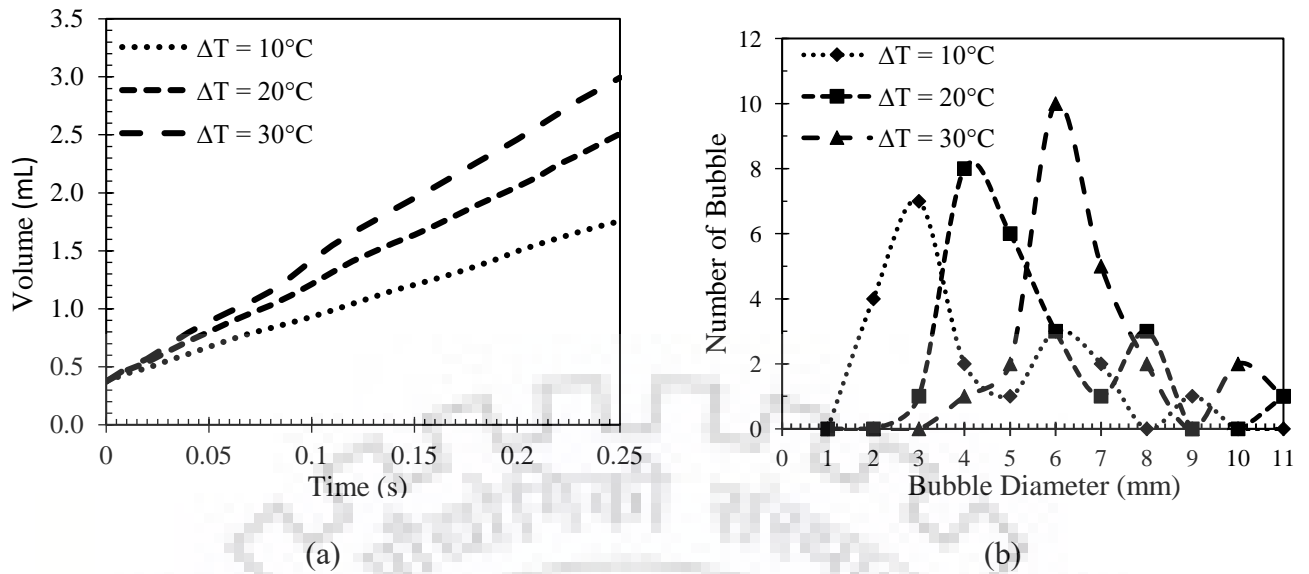 3.5
3.0
2.5
2.0
1.5
1.0
0.5
0.0
Volume (mL)
ΔT = 10°C
ΔT = 20°C
ΔT = 30°C
0 0.05 0.1 0.15 0.2 0.25
Time (s)
(a)
12
10
8
6
4
2
0
Number of Bubble
ΔT = 10°C
ΔT = 20°C
ΔT = 30°C
0 1 2 3 4 5 6 7 8 9 10 11
Bubble Diameter (mm)
(b)